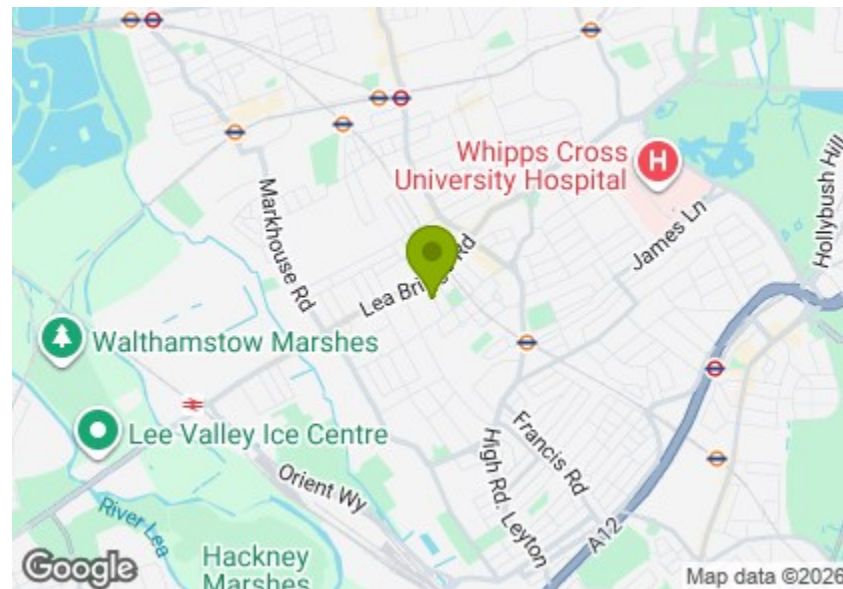 Whipps Cross
University Hospital
H
Hollybush Hill
James Ln
Markhouse Rd
Lea Bridge Rd
Walthamstow Marshes
Lee Valley Ice Centre
Francis Rd
High Rd. Leyton
Orient Wy
A12
River Lea
Hackney
Marshes
Google
Map data ©2026